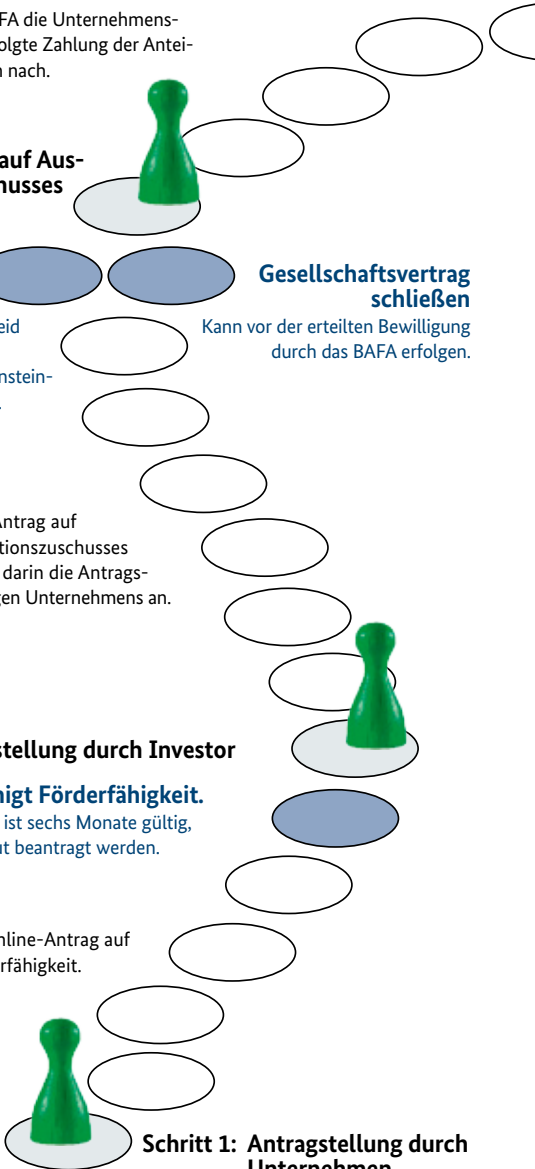 FA die Unternehmens-
olgte Zahlung der Antei-
n nach.
auf Aus-
husses
Gesellschaftsvertrag
schließen
Kann vor der erteilten Bewilligung
durch das BAFA erfolgen.
eid
nstein-
.
Antrag auf
tionszuschusses
darin die Antrags-
gen Unternehmens an.
stellung durch Investor
nigt Förderfähigkeit.
ist sechs Monate gültig,
ut beantragt werden.
nline-Antrag auf
erfähigkeit.
Schritt 1: Antragstellung durch
Unternehmen